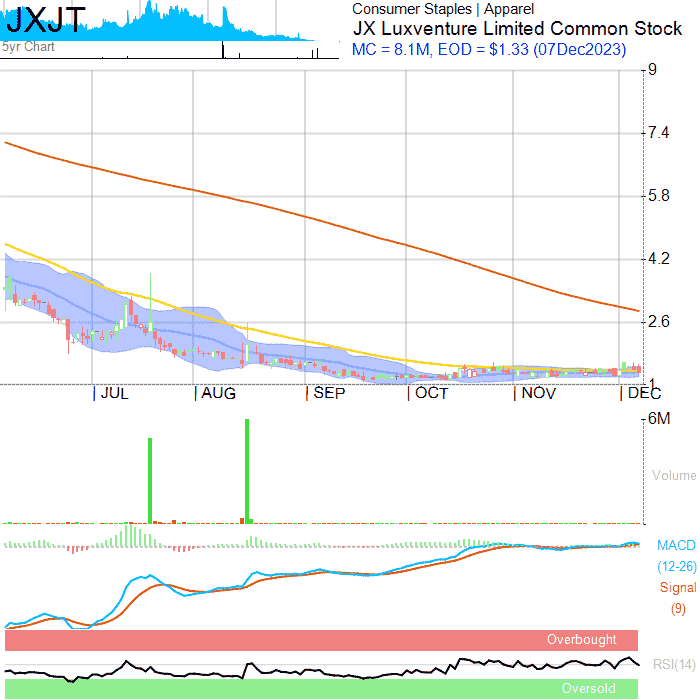 JXJT
5yr Chart
Consumer Staples | Apparel
JX Luxventure Limited Common Stock
MC = 8.1M, EOD = $1.33 (07Dec2023)
9
7.4
5.8
4.2
2.6
1
JUL AUG SEP OCT NOV DEC
6M
Volume
MACD
(12-26)
Signal
(9)
Overbought
RSI(14)
Oversold